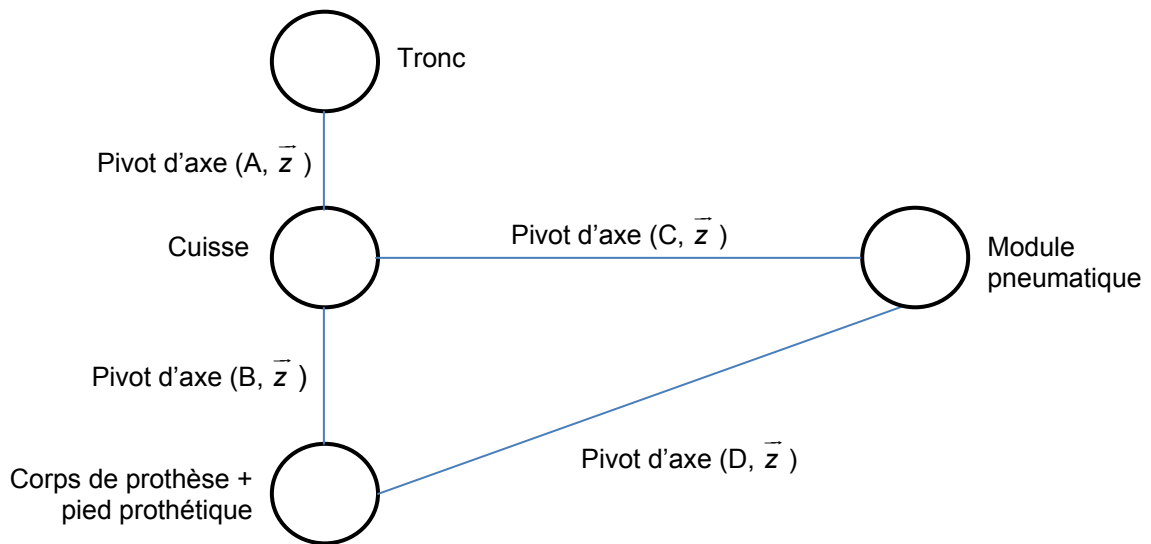 Tronc
Pivot d'axe (A, z⃗ )
Cuisse
Pivot d'axe (C, z⃗ )
Module
pneumatique
Pivot d'axe (B, z⃗ )
Pivot d'axe (D, z⃗ )
Corps de prothèse +
pied prothétique